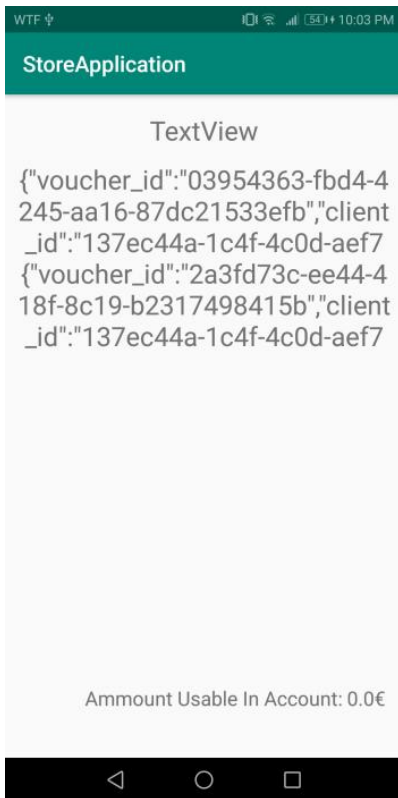 WTF 54 10:03 PM
StoreApplication
TextView
{"voucher_id":"03954363-fbd4-4
245-aa16-87dc21533efb","client
_id":"137ec44a-1c4f-4c0d-aef7
{"voucher_id":"2a3fd73c-ee44-4
18f-8c19-b2317498415b","client
_id":"137ec44a-1c4f-4c0d-aef7
Ammount Usable In Account: 0.0€